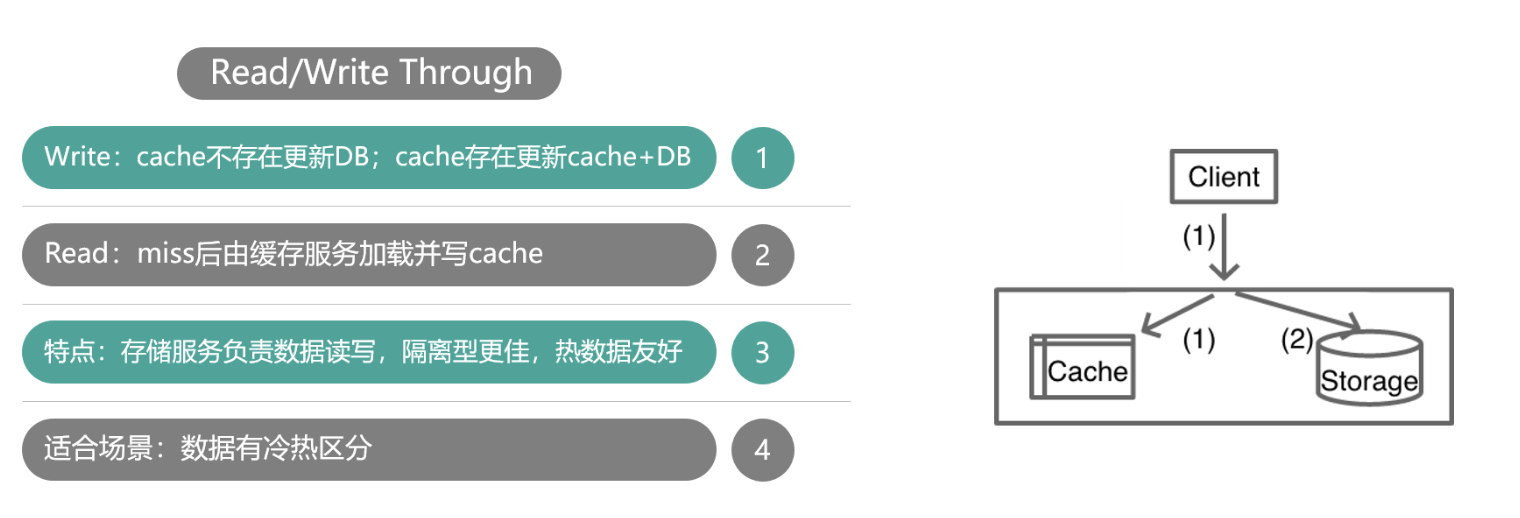 Read/Write Through
Write：cache不存在更新DB；cache存在更新cache+DB
1
Read：miss后由缓存服务加载并写cache
2
特点：存储服务负责数据读写，隔离型更佳，热数据友好
3
适合场景：数据有冷热区分
4
Client
(1)
(1)
(2)
Cache
Storage